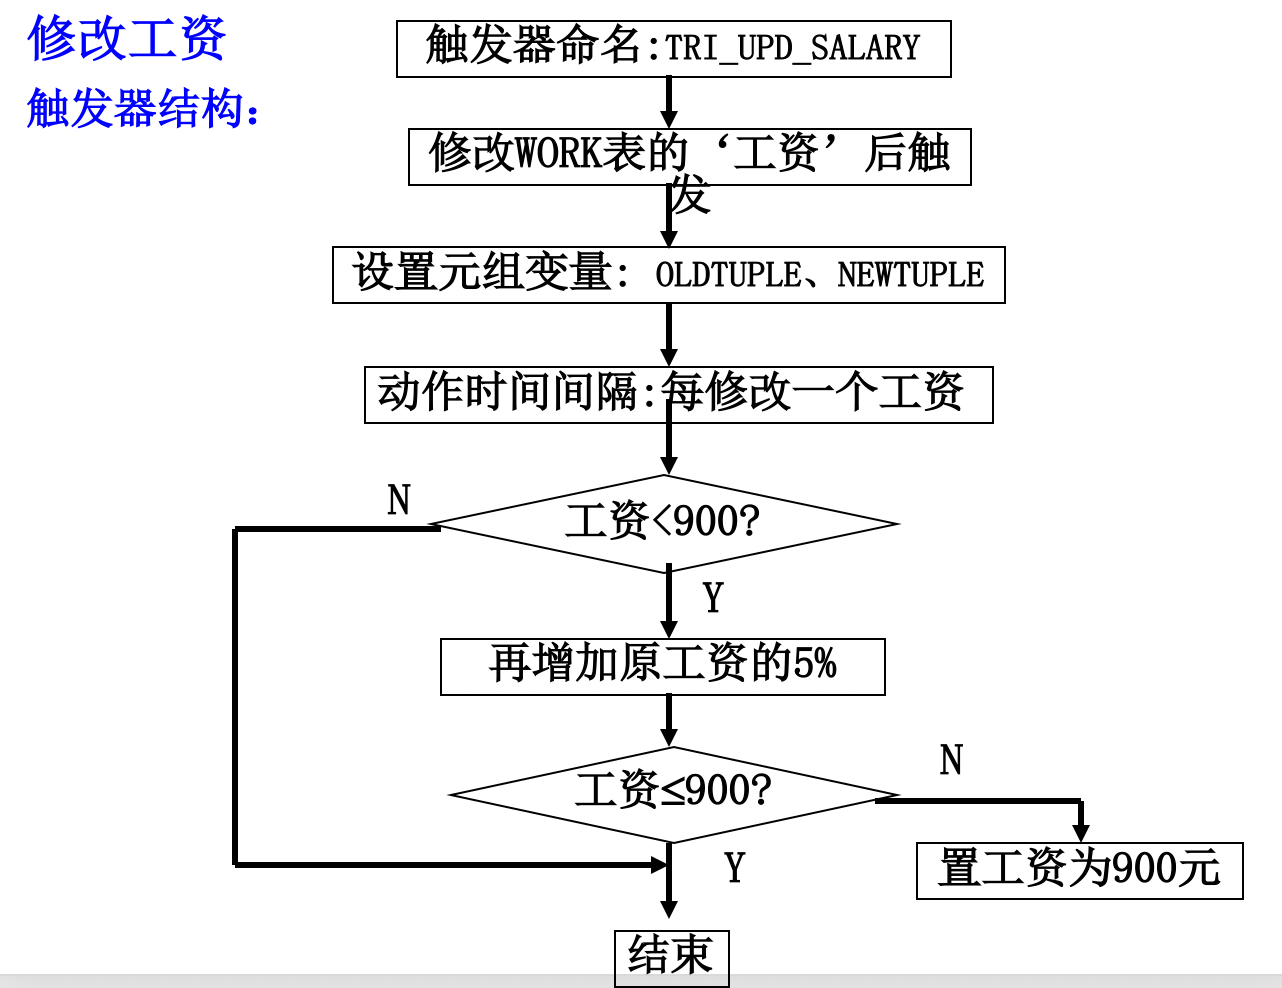 修改工资
触发器结构：
触发器命名:TRI_UPD_SALARY
修改WORK表的‘工资’后触
发
设置元组变量: OLDTUPLE、NEWTUPLE
动作时间间隔:每修改一个工资
N
工资<900?
Y
再增加原工资的5%
工资≤900?
N
Y
置工资为900元
结束